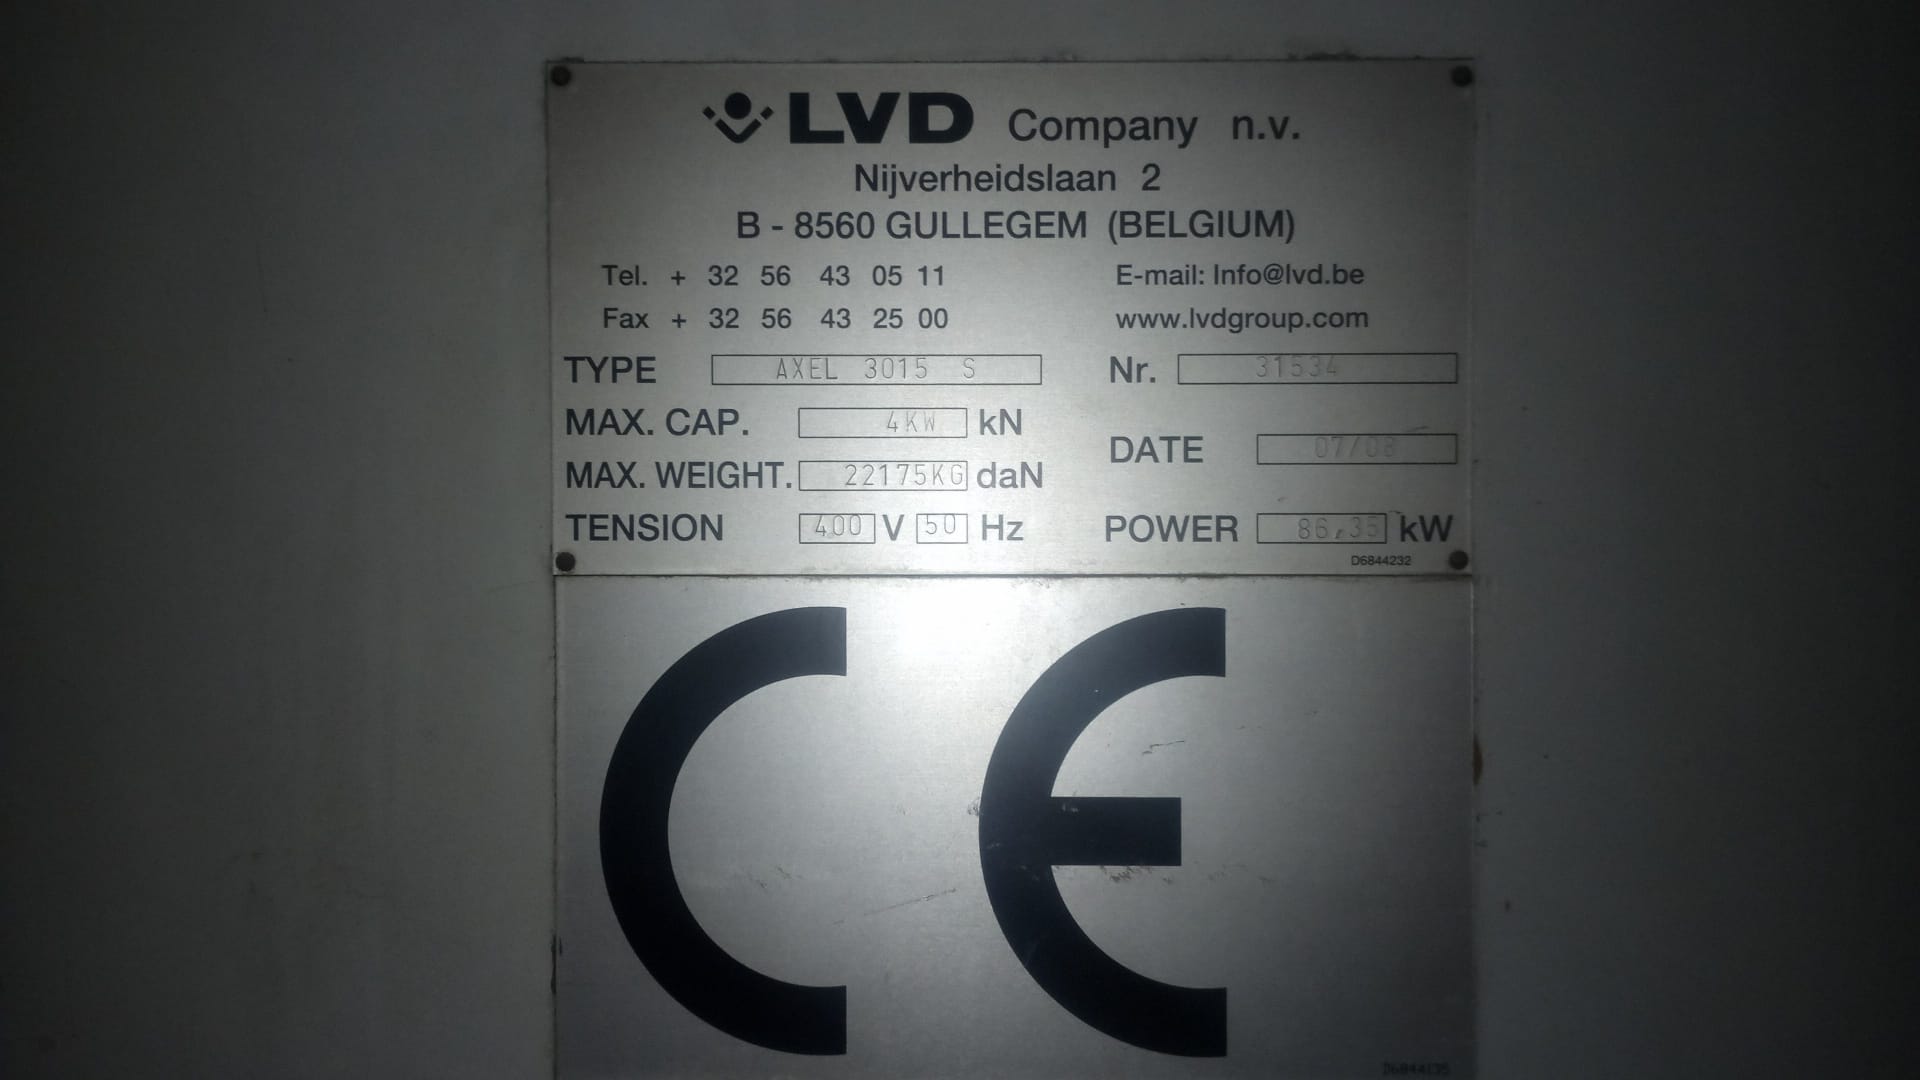 LVD Company n.v.
Nijverheidslaan 2
B - 8560 GULLEGEM (BELGIUM)
Tel. + 32 56 43 05 11 E-mail: Info@lvd.be
Fax + 32 56 43 25 00 www.lvdgroup.com
TYPE AXEL 3015 S Nr. 31534
MAX. CAP. 4KW kN
DATE 07/08
MAX. WEIGHT. 22175KG daN
TENSION 400 V 50 Hz POWER 86,35 kW
D6844232
CE
D6844135